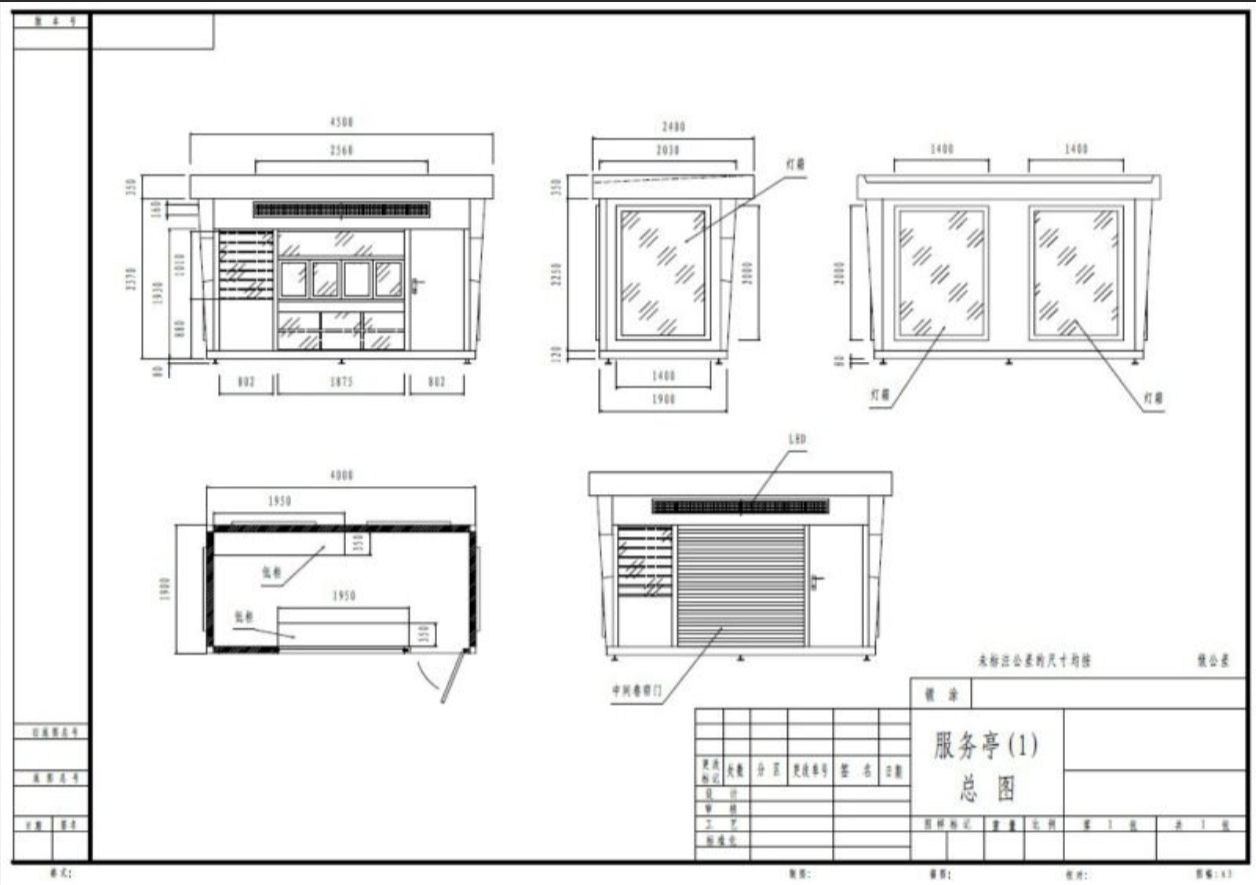 版 本 号
4500
2560
350
160
2370
1930
1010
880
80
802
1875
802
2400
2030
灯箱
350
2250
2000
120
1400
1900
1400
1400
2000
80
灯箱
灯箱
4000
1950
350
1900
低柜
1950
低柜
350
LED
中间卷帘门
未标注公差的尺寸均按
级公差
镀 涂
服务亭(1)
总 图
旧底图总号
底 图 总 号
日期 签名
更改标记 处数 分 区 更改单号 签 名 日期
设 计
审 核
工 艺
标准化
图样标记 重 量 比 例 第 1 张 共 1 张
格式:
制图:
描图:
校对:
图幅:A3